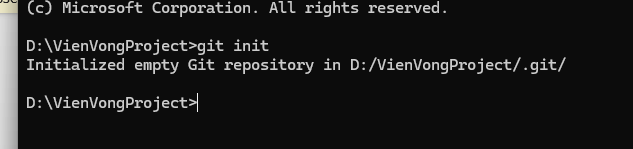 (c) Microsoft Corporation. All rights reserved.
D:\VienVongProject>git init
Initialized empty Git repository in D:/VienVongProject/.git/
D:\VienVongProject>